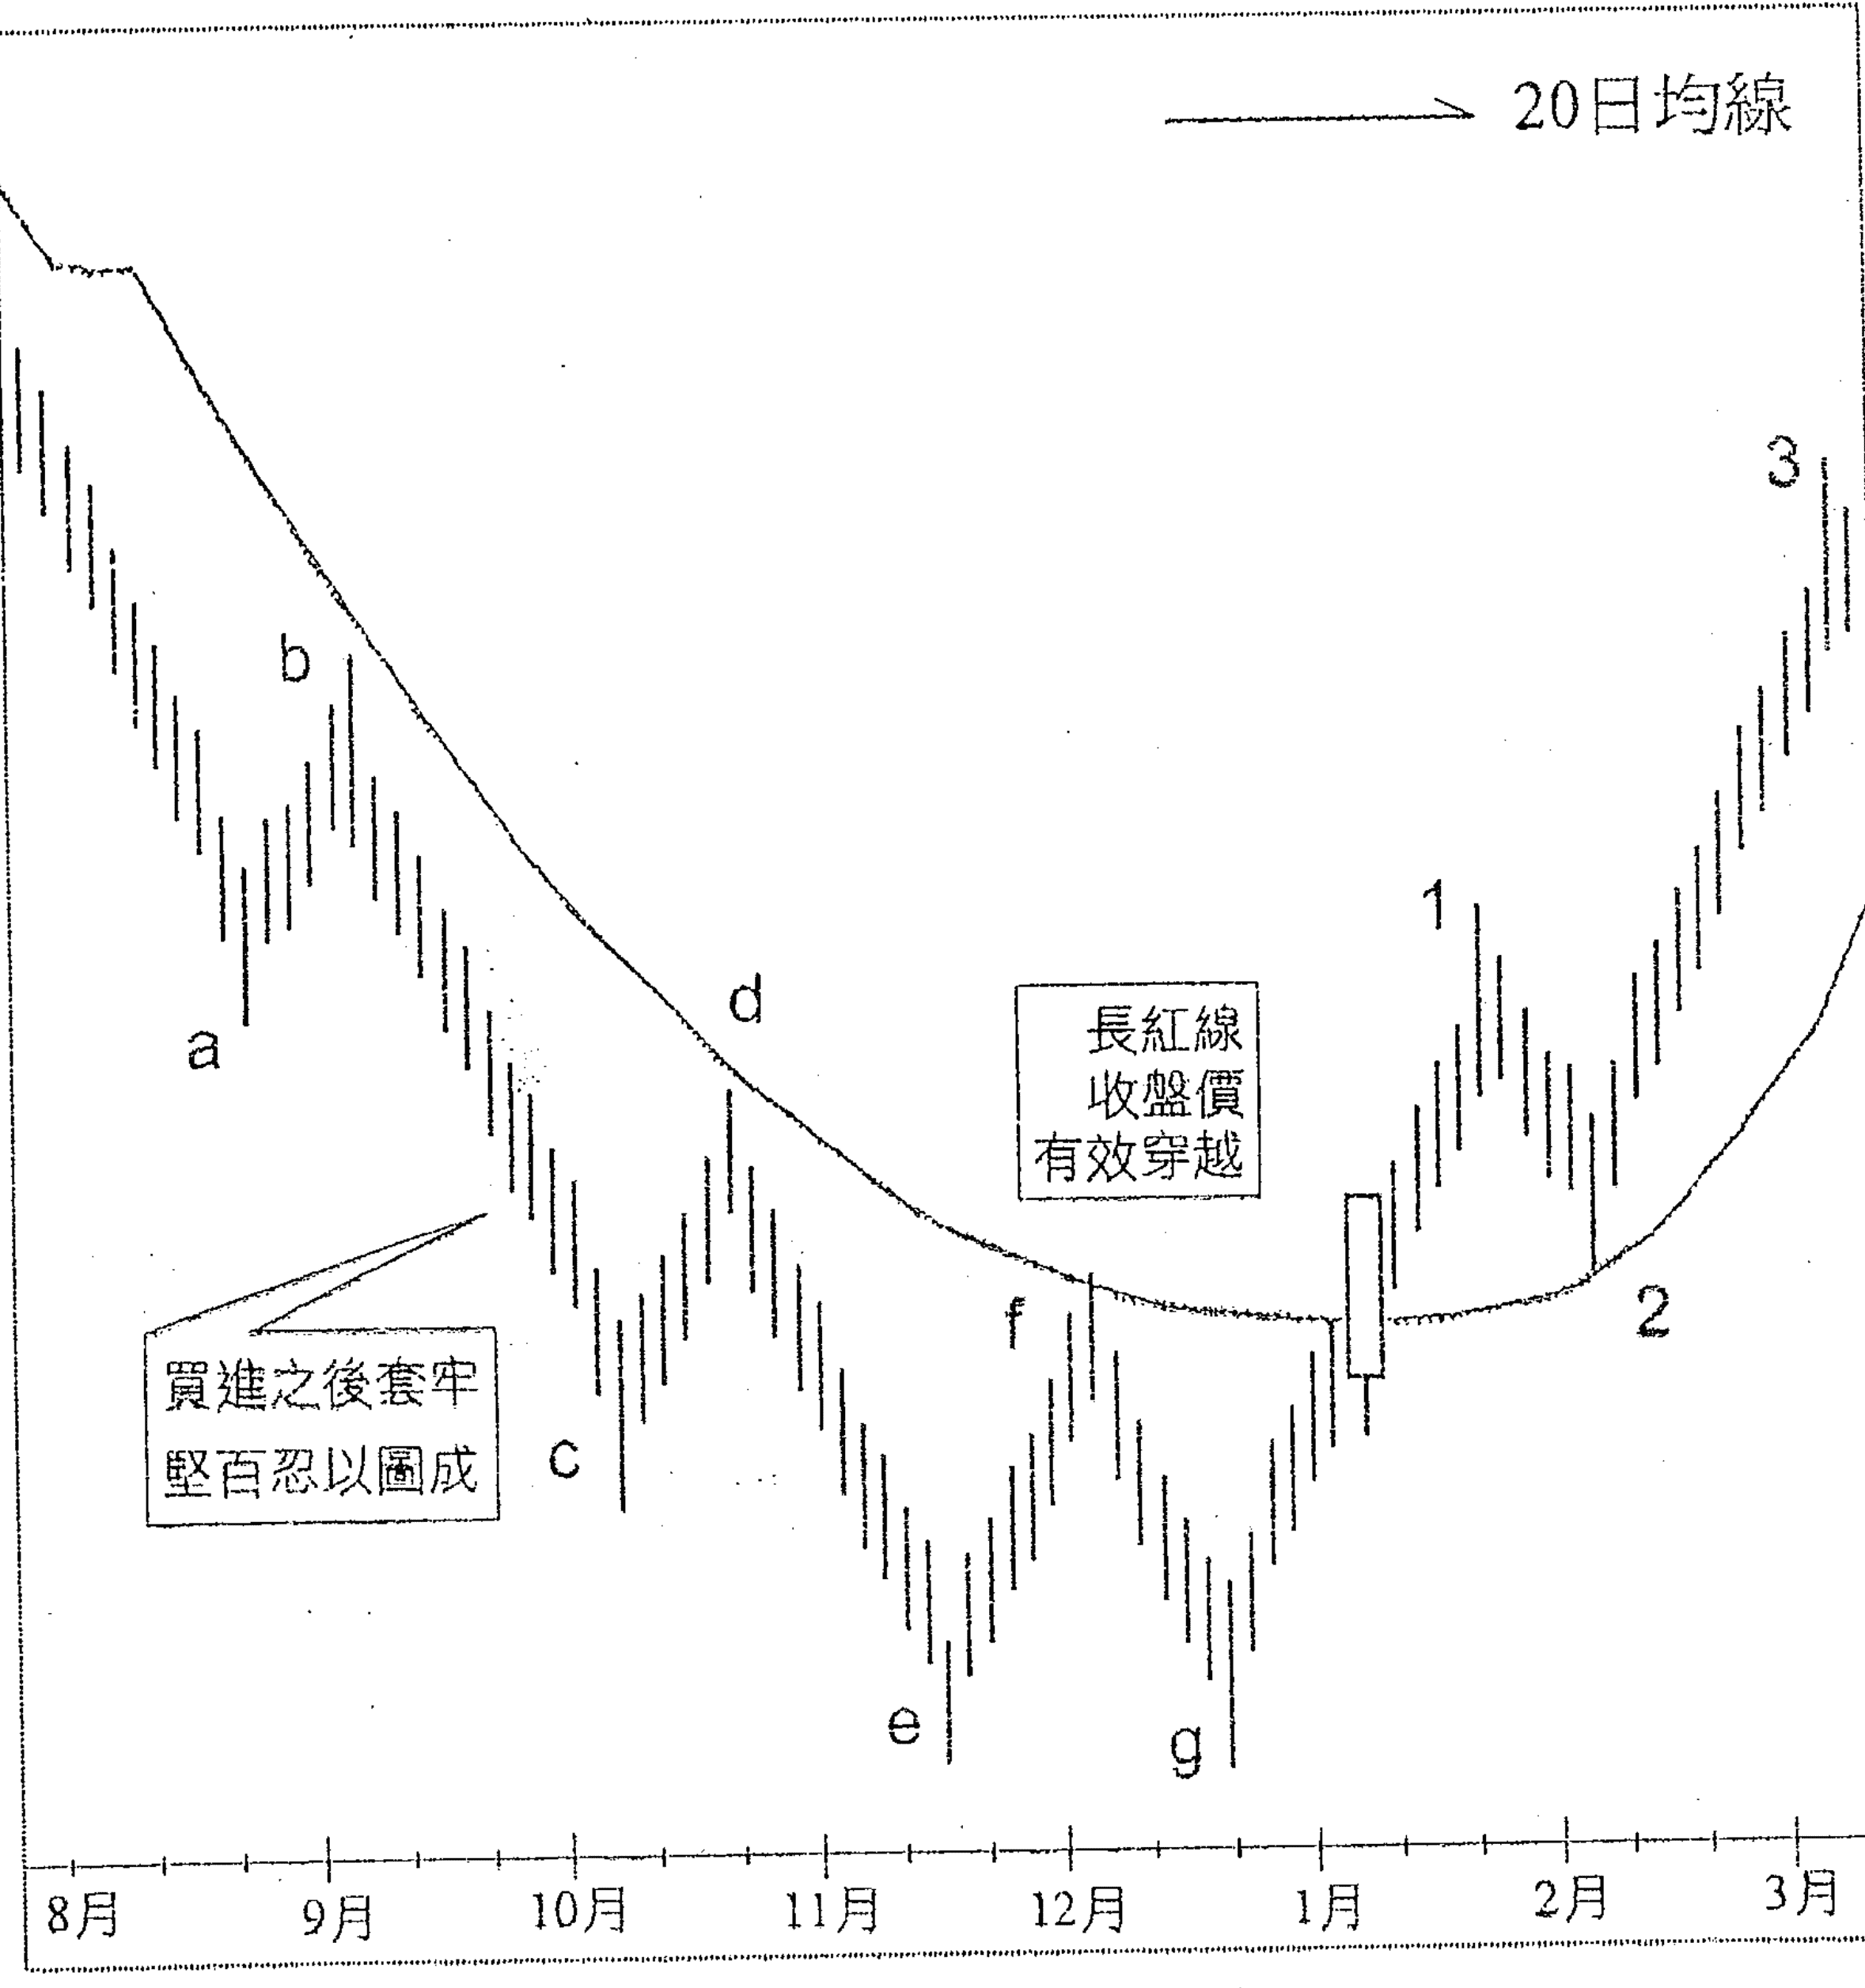 20日均線
3
b
1
d
長紅線
收盤價
有效穿越
a
2
f
買進之後套牢
堅百忍以圖成
c
e
g
8月 9月 10月 11月 12月 1月 2月 3月